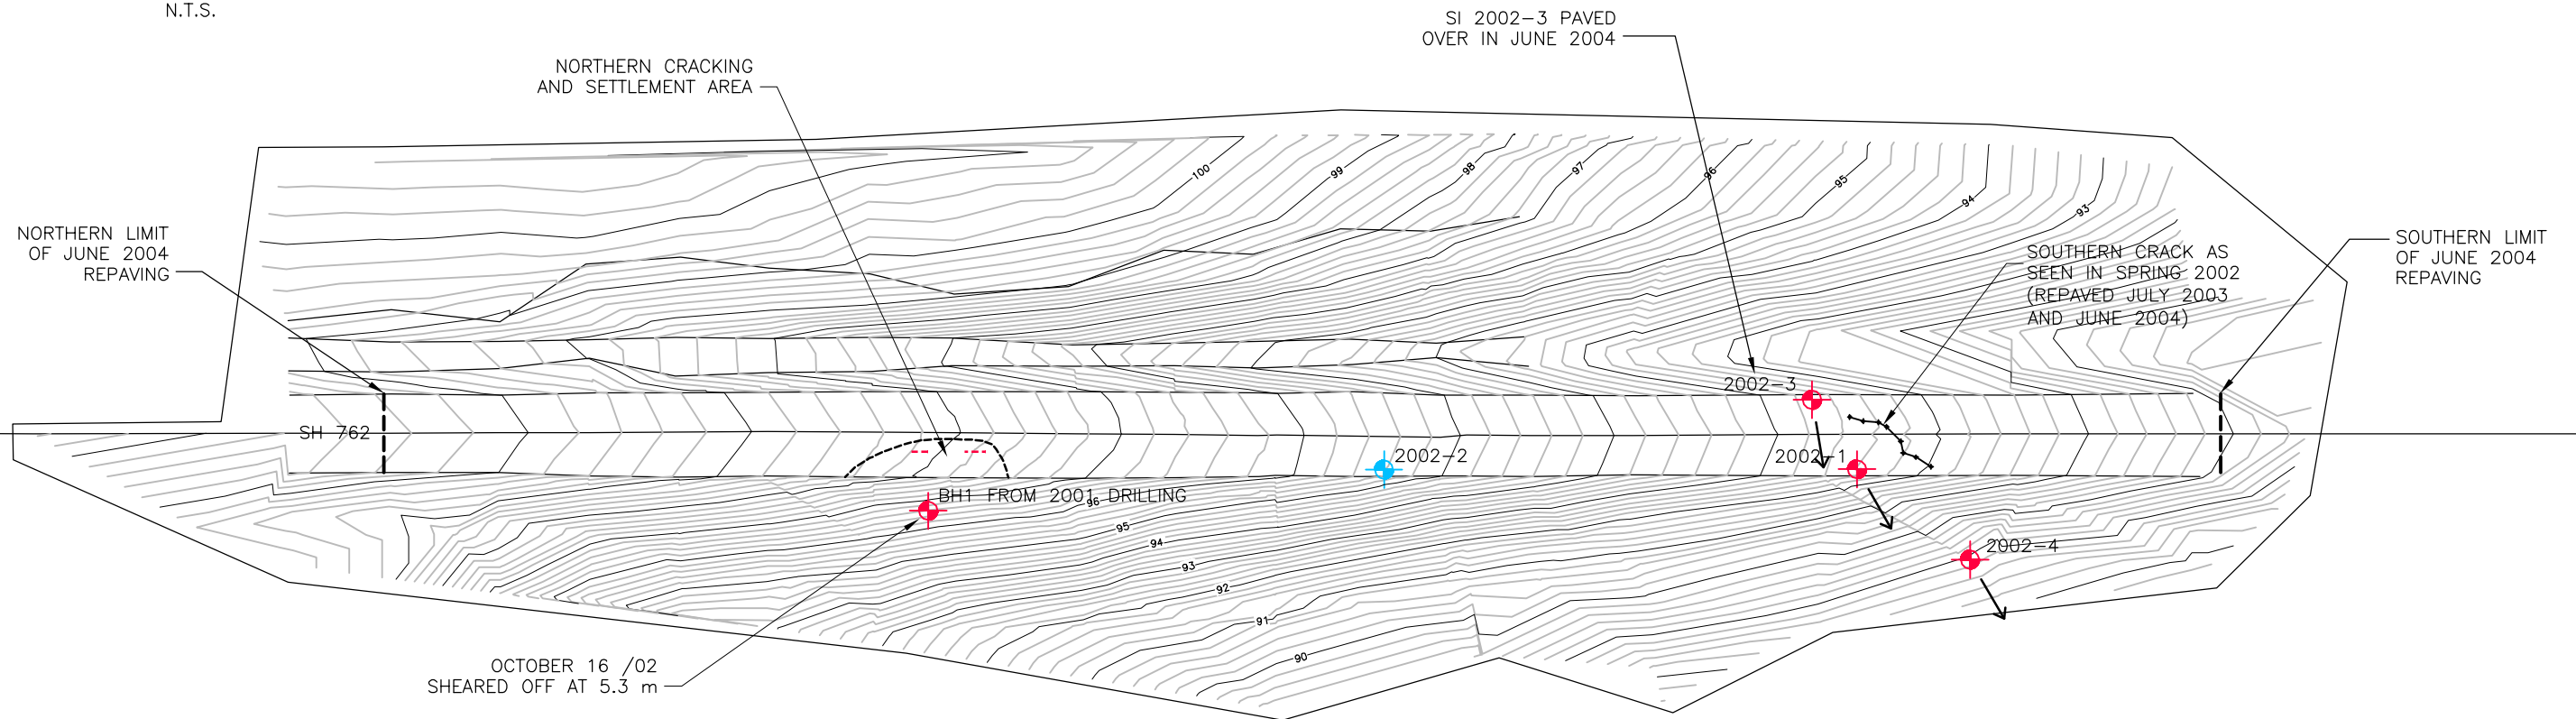 N.T.S.
SI 2002-3 PAVED
OVER IN JUNE 2004
NORTHERN CRACKING
AND SETTLEMENT AREA
100
99
98
97
96
95
94
93
NORTHERN LIMIT
OF JUNE 2004
REPAVING
SOUTHERN CRACK AS
SEEN IN SPRING 2002
(REPAVED JULY 2003
AND JUNE 2004)
SOUTHERN LIMIT
OF JUNE 2004
REPAVING
2002-3
SH 762
2002-2
2002-1
BH1 FROM 2001 DRILLING
96
95
94
93
92
91
90
2002-4
OCTOBER 16 /02
SHEARED OFF AT 5.3 m